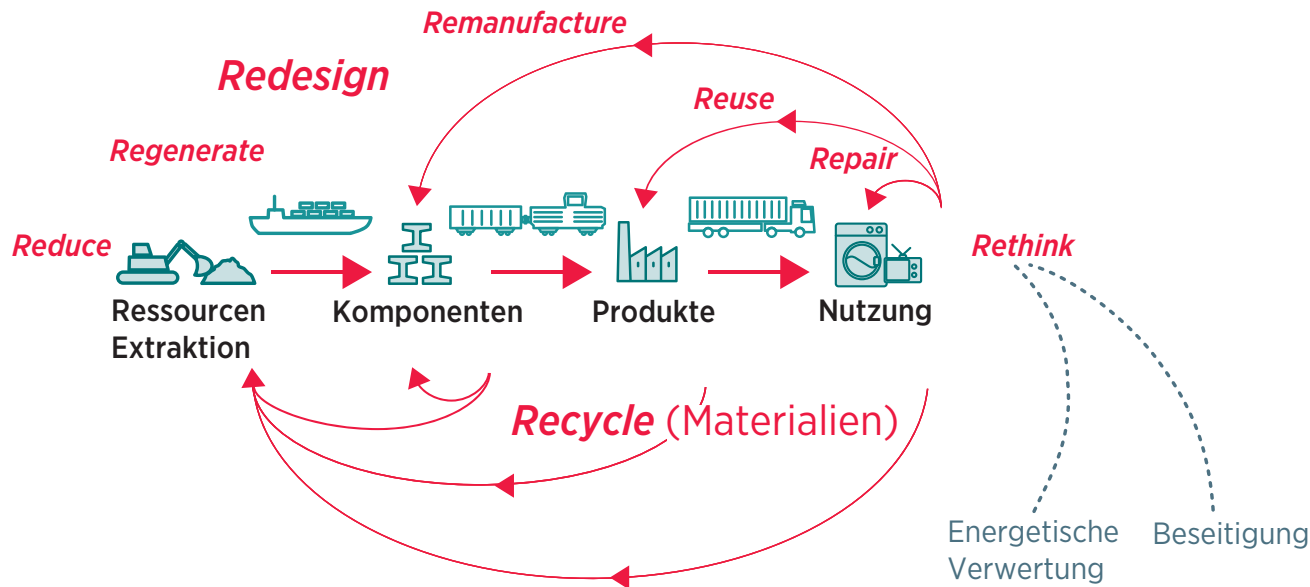 Remanufacture
Redesign
Reuse
Regenerate
Repair
Reduce
Rethink
Ressourcen
Extraktion
Komponenten
Produkte
Nutzung
Recycle (Materialien)
Energetische
Verwertung
Beseitigung